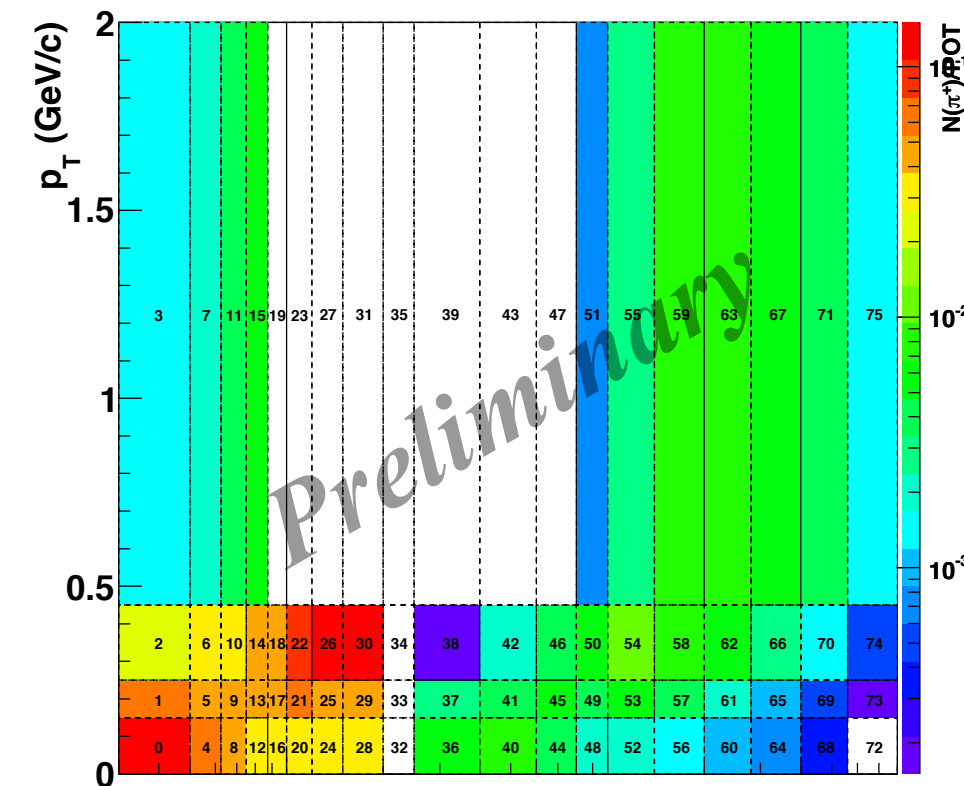 2
p_T (GeV/c)
N(π⁺)/POT
1.5
3 7 11 15 19 23 27 31 35 39 43 47 51 55 59 63 67 71 75
10⁻²
1
Preliminary
10⁻³
0.5
2 6 10 14 18 22 26 30 34 38 42 46 50 54 58 62 66 70 74
1 5 9 13 17 21 25 29 33 37 41 45 49 53 57 61 65 69 73
0 4 8 12 16 20 24 28 32 36 40 44 48 52 56 60 64 68 72
0